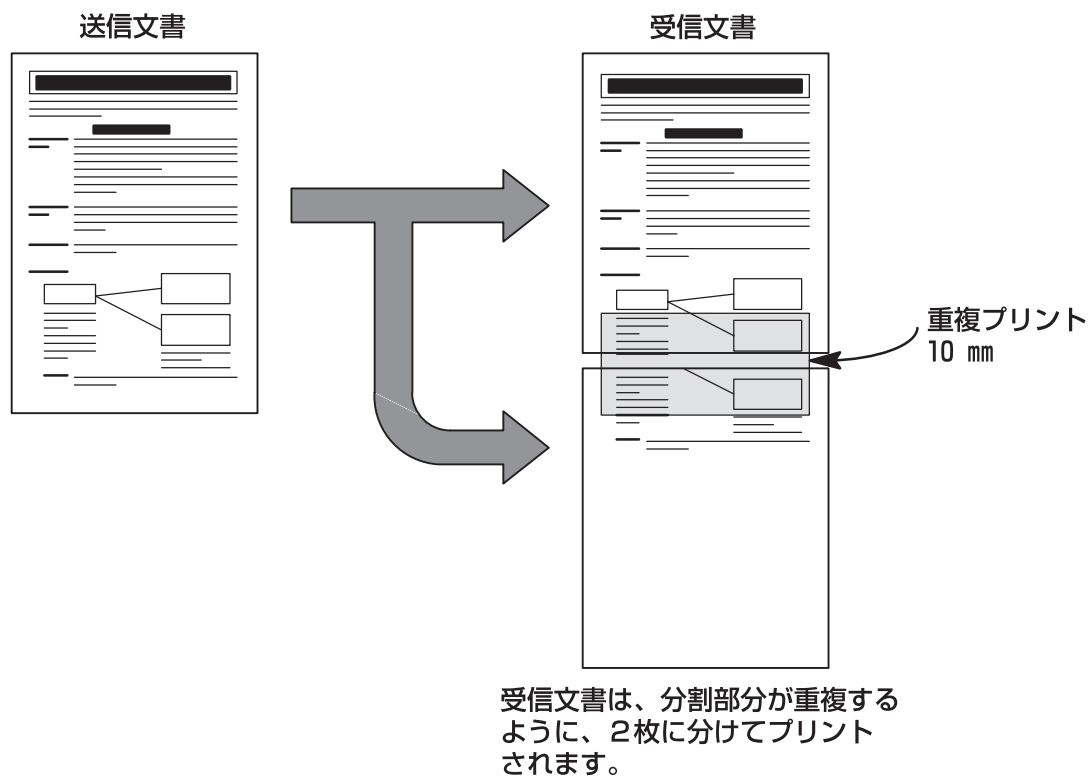 送信文書
受信文書
重複プリント
10 mm
受信文書は、分割部分が重複する
ように、２枚に分けてプリント
されます。